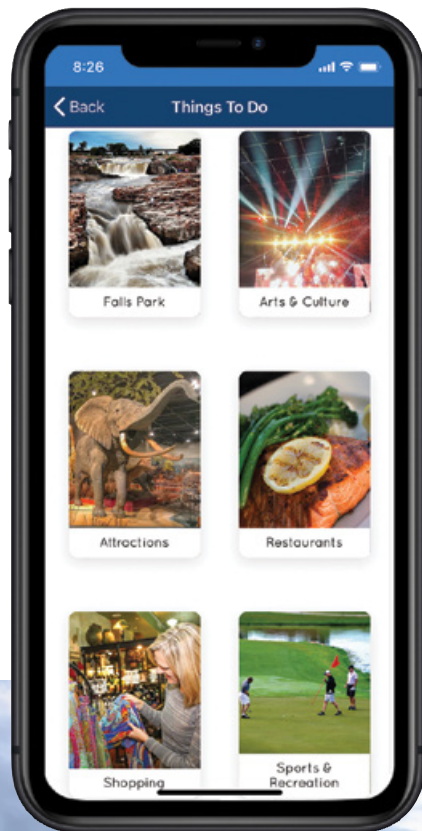 8:26
Back
Things To Do
Falls Park
Arts & Culture
Attractions
Restaurants
Shopping
Sports &
Recreation